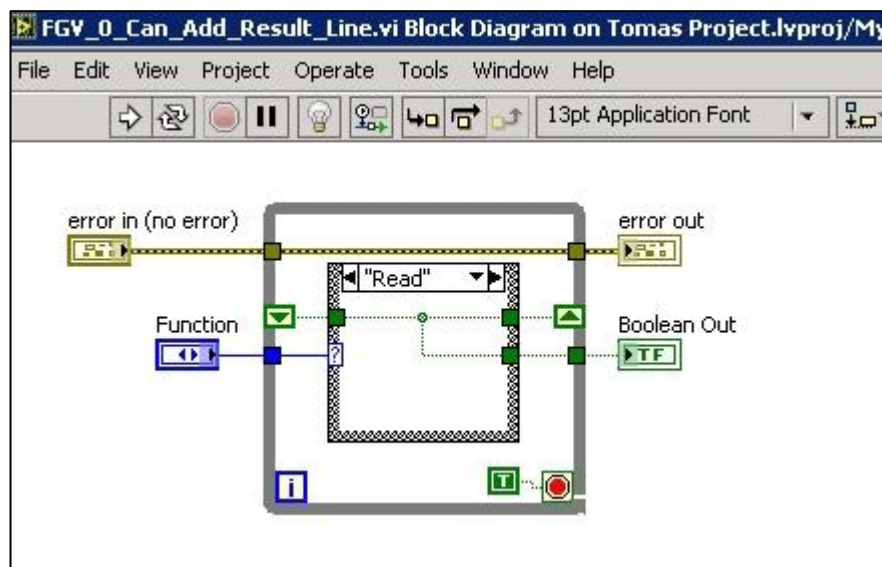 FGV_0_Can_Add_Result_Line.vi Block Diagram on Tomas Project.lvproj/My
File Edit View Project Operate Tools Window Help
13pt Application Font
error in (no error)
error out
"Read"
Function
Boolean Out
?
TF
i
T